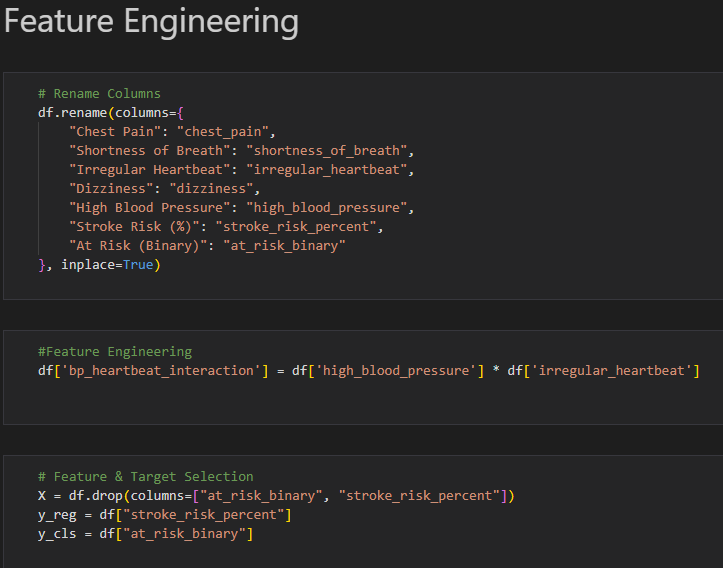 Feature Engineering
# Rename Columns
df.rename(columns={
    "Chest Pain": "chest_pain",
    "Shortness of Breath": "shortness_of_breath",
    "Irregular Heartbeat": "irregular_heartbeat",
    "Dizziness": "dizziness",
    "High Blood Pressure": "high_blood_pressure",
    "Stroke Risk (%)": "stroke_risk_percent",
    "At Risk (Binary)": "at_risk_binary"
}, inplace=True)
#Feature Engineering
df['bp_heartbeat_interaction'] = df['high_blood_pressure'] * df['irregular_heartbeat']
# Feature & Target Selection
X = df.drop(columns=["at_risk_binary", "stroke_risk_percent"])
y_reg = df["stroke_risk_percent"]
y_cls = df["at_risk_binary"]